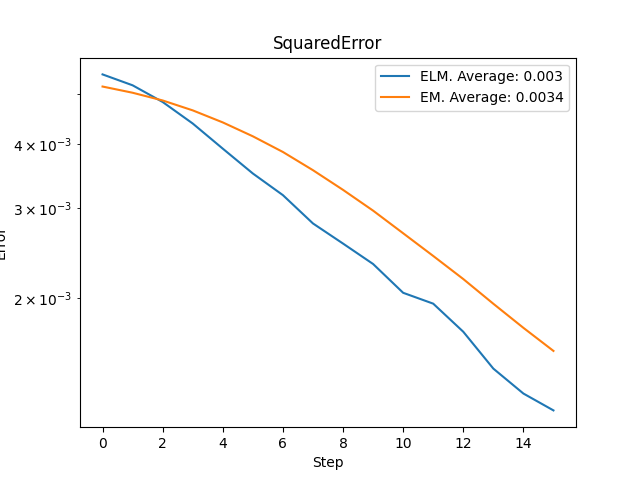 SquaredError
ELM. Average: 0.003
EM. Average: 0.0034
4 × 10⁻³
3 × 10⁻³
2 × 10⁻³
Error
0 2 4 6 8 10 12 14
Step